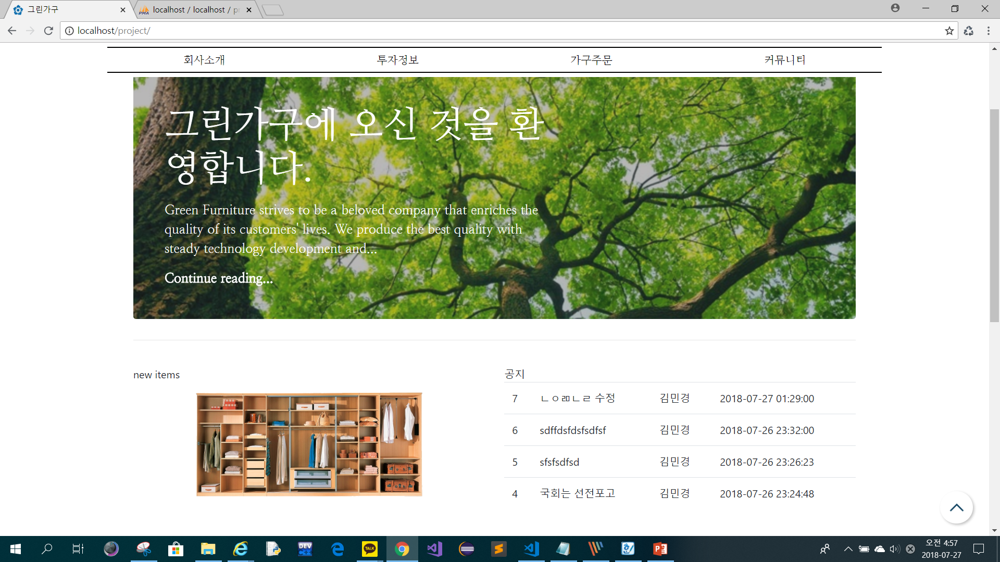 그린가구
localhost / localhost / pr
localhost/project/
회사소개 투자정보 가구주문 커뮤니티
그린가구에 오신 것을 환
영합니다.
Green Furniture strives to be a beloved company that enriches the
quality of its customers' lives. We produce the best quality with
steady technology development and...
Continue reading...
new items
공지
7 ㄴㅇㄻㄴㄹ 수정 김민경 2018-07-27 01:29:00
6 sdffdsfdsfsdfsf 김민경 2018-07-26 23:32:00
5 sfsfsdfsd 김민경 2018-07-26 23:26:23
4 국회는 선전포고 김민경 2018-07-26 23:24:48
오전 4:57
2018-07-27